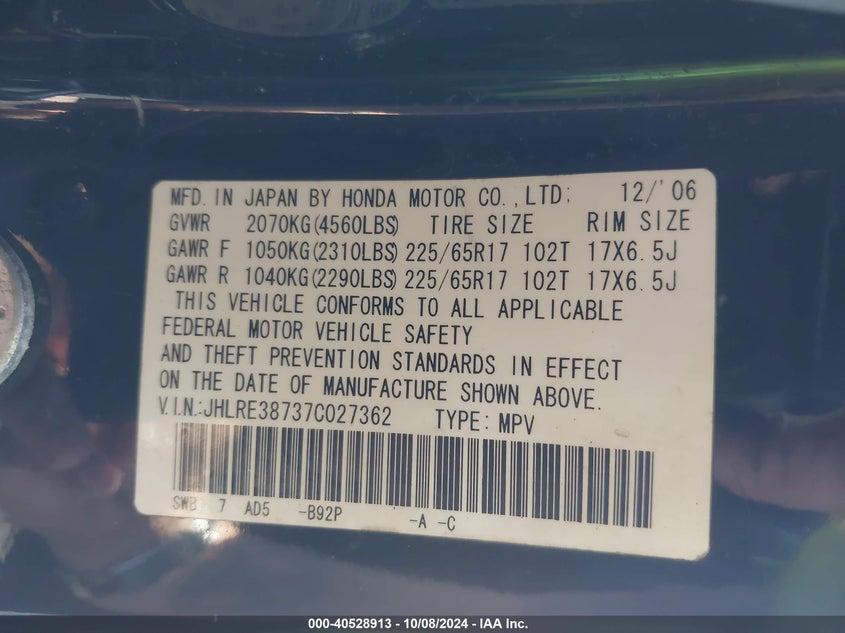 MFD. IN JAPAN BY HONDA MOTOR CO., LTD; 12/'06
GVWR 2070KG(4560LBS) TIRE SIZE RIM SIZE
GAWR F 1050KG(2310LBS) 225/65R17 102T 17X6.5J
GAWR R 1040KG(2290LBS) 225/65R17 102T 17X6.5J
THIS VEHICLE CONFORMS TO ALL APPLICABLE
FEDERAL MOTOR VEHICLE SAFETY
AND THEFT PREVENTION STANDARDS IN EFFECT
ON THE DATE OF MANUFACTURE SHOWN ABOVE.
V.I.N.:JHLRE38737C027362 TYPE: MPV
SWB 7 AD5 -B92P -A -C
000-40528913 - 10/08/2024 - IAA Inc.